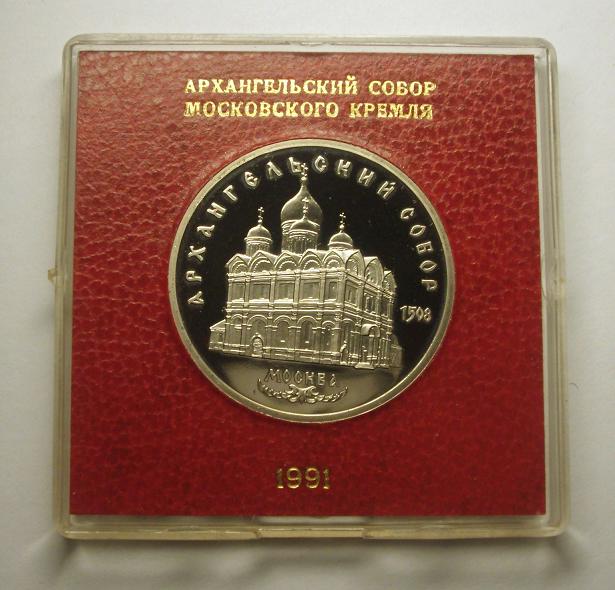 АРХАНГЕЛЬСКИЙ СОБОР
МОСКОВСКОГО КРЕМЛЯ
АРХАНГЕЛЬСКИЙ СОБОР
1508
МОСКВА
1991